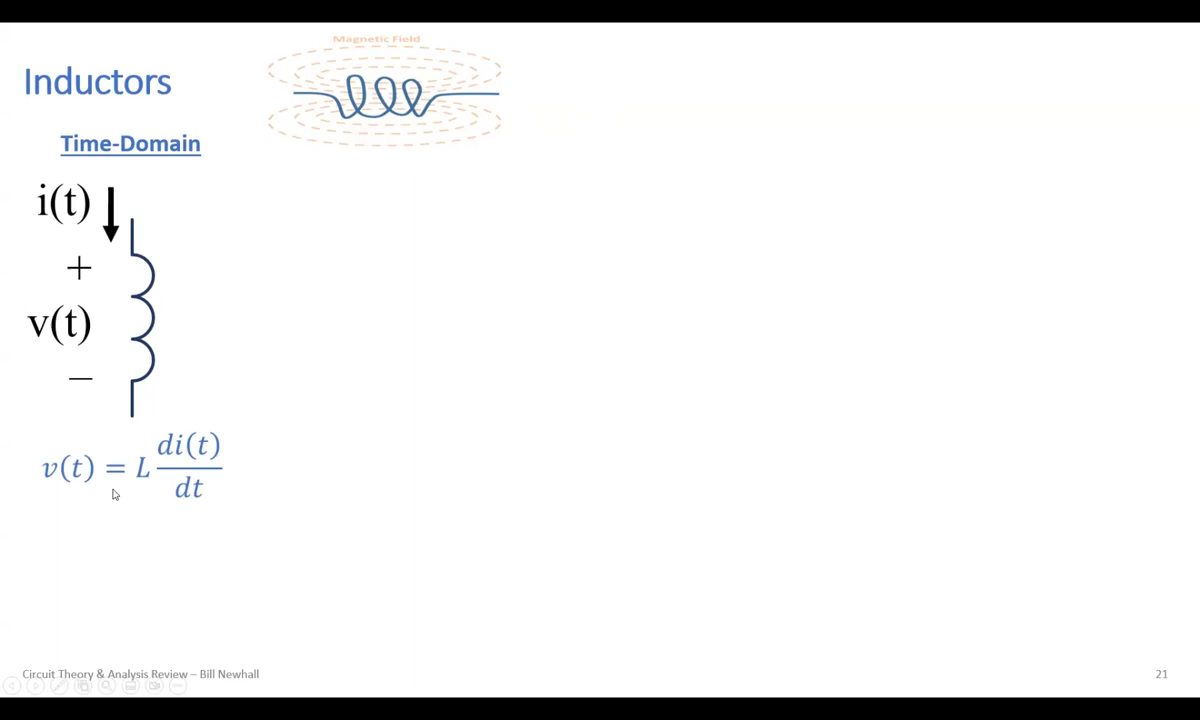 Magnetic Field
Inductors
Time-Domain
i(t)
+
v(t)
−
v(t) = L di(t)/dt
Circuit Theory & Analysis Review – Bill Newhall
21